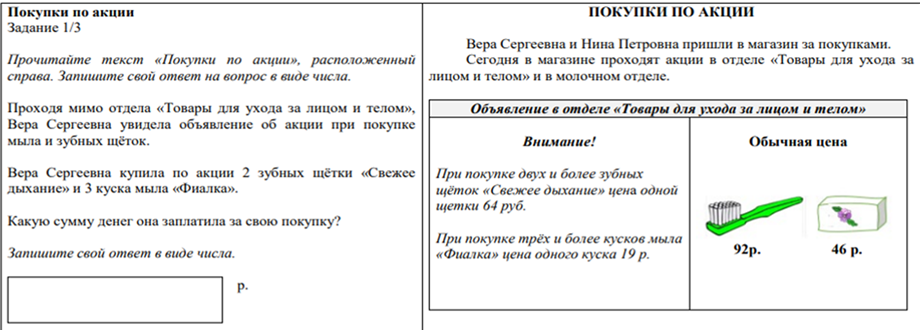 Покупки по акции
Задание 1/3
Прочитайте текст «Покупки по акции», расположенный
справа. Запишите свой ответ на вопрос в виде числа.
Проходя мимо отдела «Товары для ухода за лицом и телом»,
Вера Сергеевна увидела объявление об акции при покупке
мыла и зубных щёток.
Вера Сергеевна купила по акции 2 зубных щётки «Свежее
дыхание» и 3 куска мыла «Фиалка».
Какую сумму денег она заплатила за свою покупку?
Запишите свой ответ в виде числа.
р.
ПОКУПКИ ПО АКЦИИ
Вера Сергеевна и Нина Петровна пришли в магазин за покупками.
Сегодня в магазине проходят акции в отделе «Товары для ухода за
лицом и телом» и в молочном отделе.
Объявление в отделе «Товары для ухода за лицом и телом»
Внимание!
При покупке двух и более зубных
щёток «Свежее дыхание» цена одной
щетки 64 руб.
При покупке трёх и более кусков мыла
«Фиалка» цена одного куска 19 р.
Обычная цена
92р.
46 р.